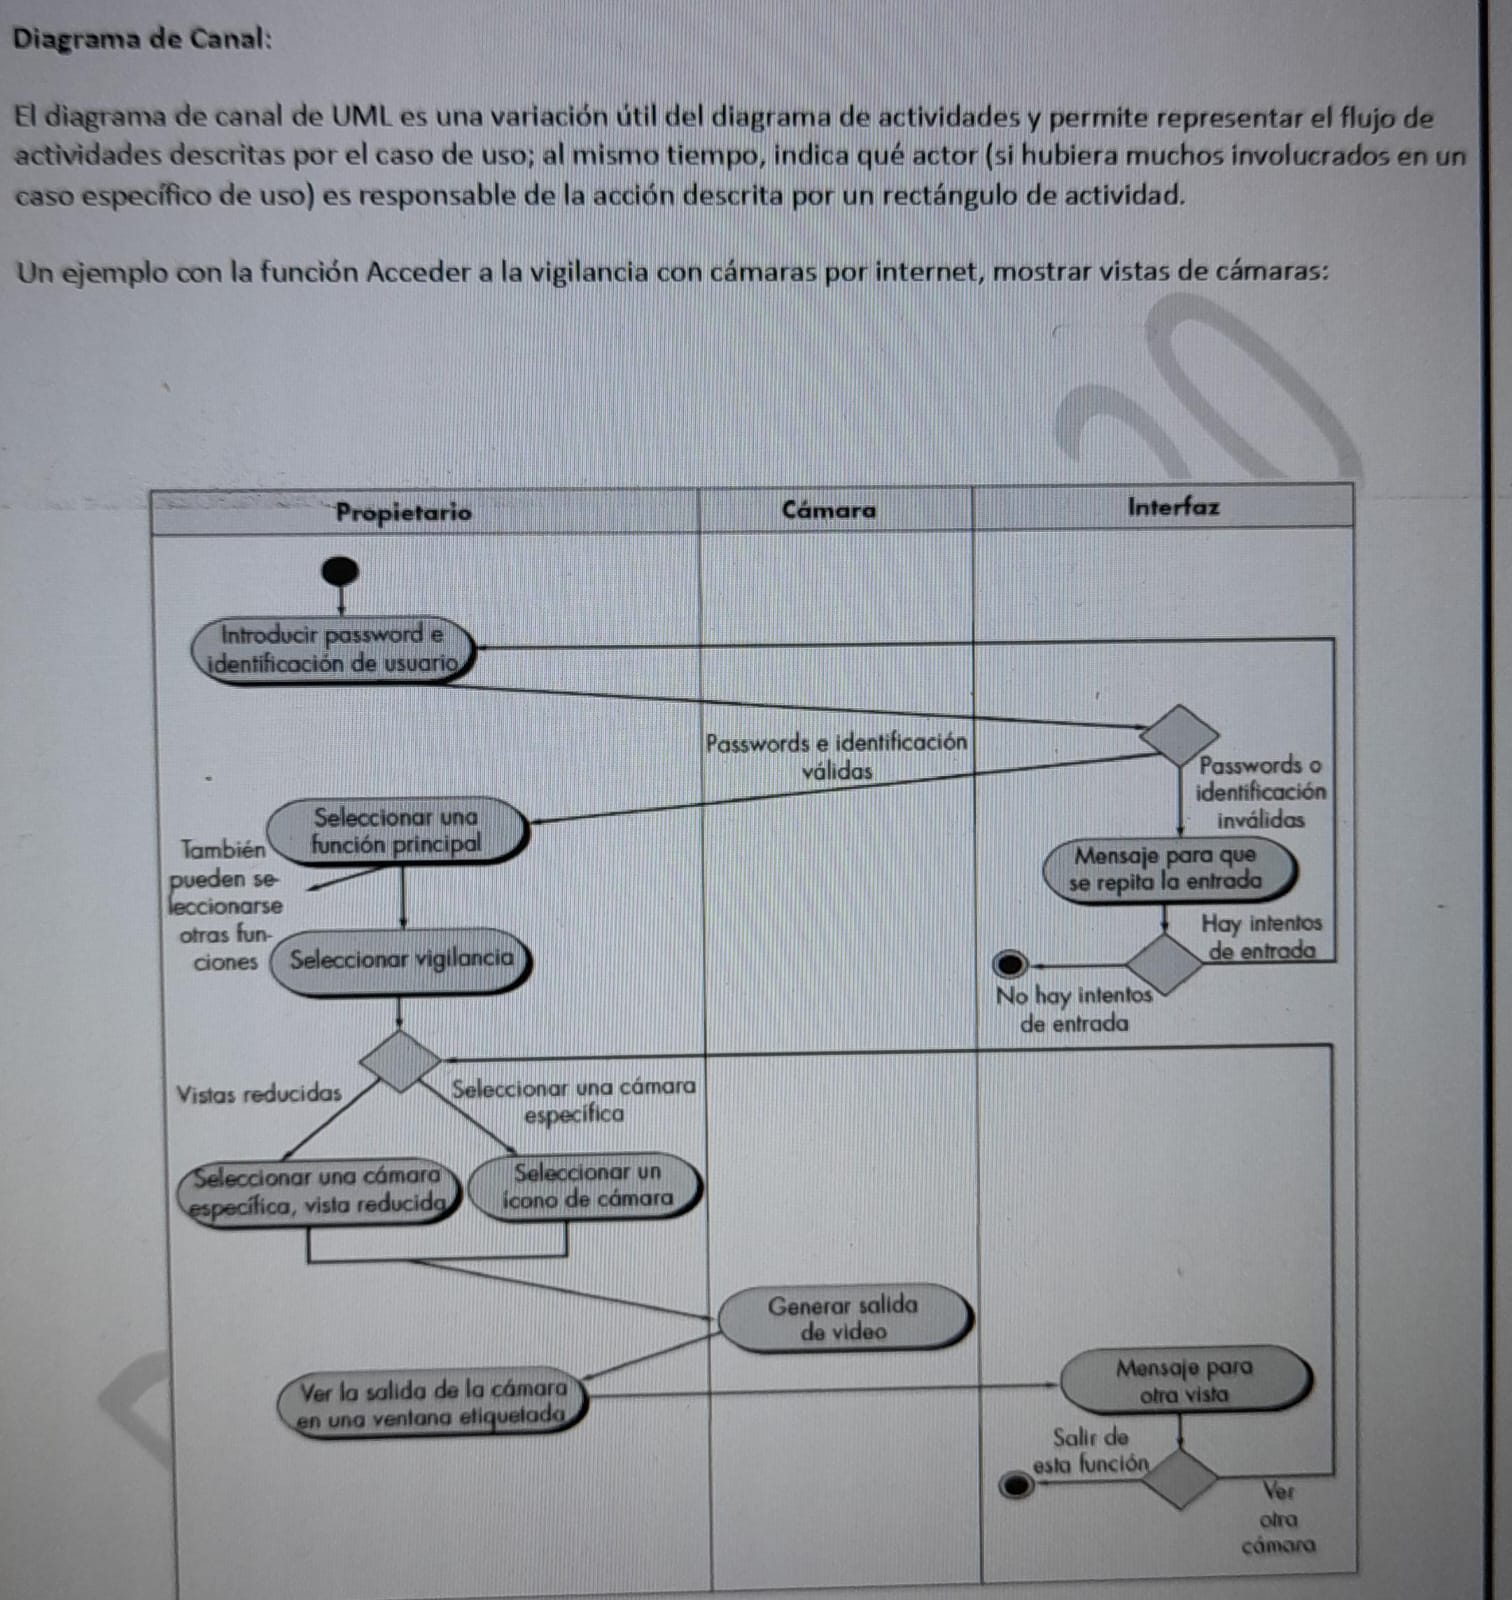 Diagrama de Canal:
El diagrama de canal de UML es una variación útil del diagrama de actividades y permite representar el flujo de
actividades descritas por el caso de uso; al mismo tiempo, indica qué actor (si hubiera muchos involucrados en un
caso específico de uso) es responsable de la acción descrita por un rectángulo de actividad.
Un ejemplo con la función Acceder a la vigilancia con cámaras por internet, mostrar vistas de cámaras:
20
Propietario
Cámara
Interfaz
Introducir password e
identificación de usuario
Passwords e identificación
válidas
Passwords o
identificación
inválidas
Seleccionar una
función principal
También
pueden se-
leccionarse
otras fun-
ciones
Mensaje para que
se repita la entrada
Hay intentos
de entrada
Seleccionar vigilancia
No hay intentos
de entrada
Vistas reducidas
Seleccionar una cámara
específica
Seleccionar una cámara
específica, vista reducida
Seleccionar un
ícono de cámara
Generar salida
de video
Ver la salida de la cámara
en una ventana etiquetada
Mensaje para
otra vista
Salir de
esta función
Ver
otra
cámara